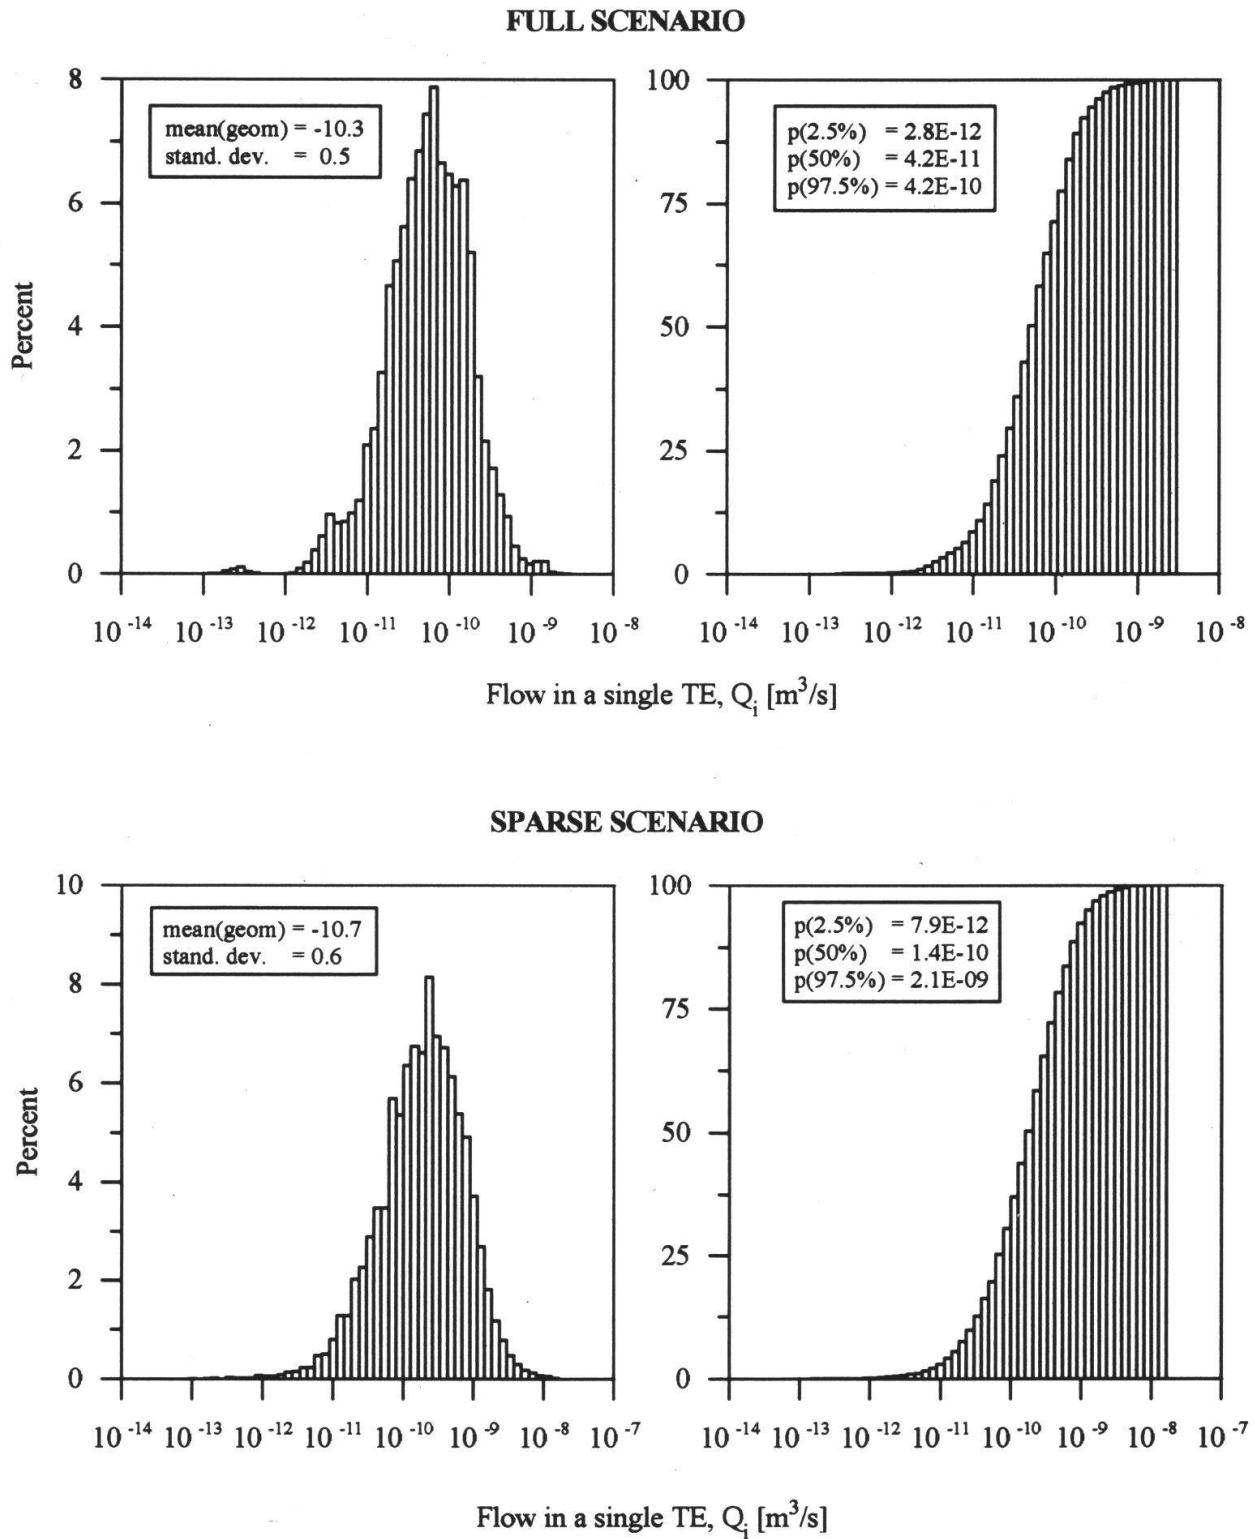 FULL SCENARIO
8
6
4
2
0
Percent
mean(geom) = -10.3
stand. dev. = 0.5
10⁻¹⁴ 10⁻¹³ 10⁻¹² 10⁻¹¹ 10⁻¹⁰ 10⁻⁹ 10⁻⁸
100
75
50
25
0
p(2.5%) = 2.8E-12
p(50%) = 4.2E-11
p(97.5%) = 4.2E-10
10⁻¹⁴ 10⁻¹³ 10⁻¹² 10⁻¹¹ 10⁻¹⁰ 10⁻⁹ 10⁻⁸
Flow in a single TE, Qᵢ [m³/s]
SPARSE SCENARIO
10
8
6
4
2
0
Percent
mean(geom) = -10.7
stand. dev. = 0.6
10⁻¹⁴ 10⁻¹³ 10⁻¹² 10⁻¹¹ 10⁻¹⁰ 10⁻⁹ 10⁻⁸ 10⁻⁷
100
75
50
25
0
p(2.5%) = 7.9E-12
p(50%) = 1.4E-10
p(97.5%) = 2.1E-09
10⁻¹⁴ 10⁻¹³ 10⁻¹² 10⁻¹¹ 10⁻¹⁰ 10⁻⁹ 10⁻⁸ 10⁻⁷
Flow in a single TE, Qᵢ [m³/s]